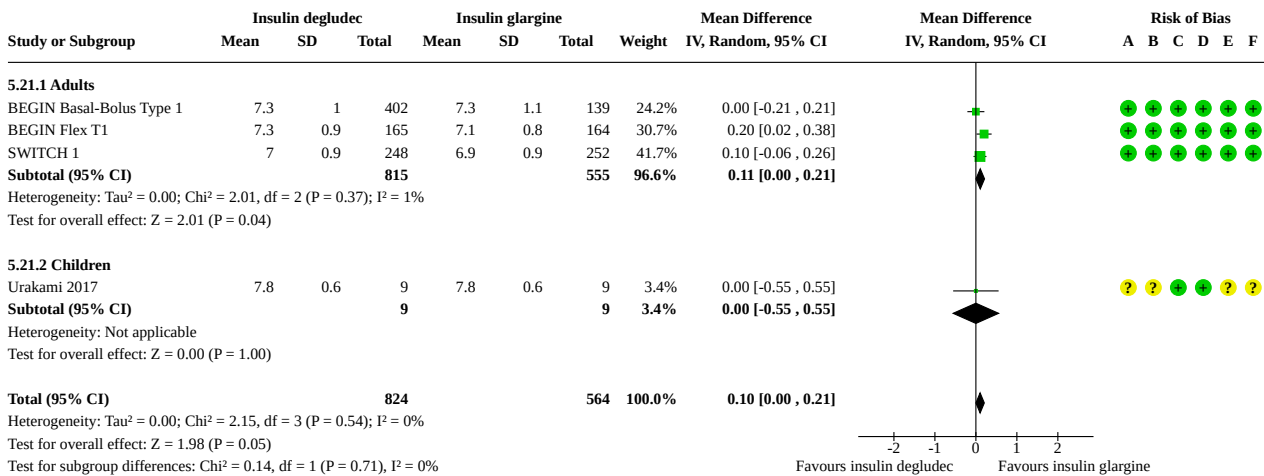 Insulin degludec Insulin glargine Mean Difference Mean Difference Risk of Bias
Study or Subgroup Mean SD Total Mean SD Total Weight IV, Random, 95% CI IV, Random, 95% CI A B C D E F
5.21.1 Adults
BEGIN Basal-Bolus Type 1 7.3 1 402 7.3 1.1 139 24.2% 0.00 [-0.21 , 0.21] + + + + + +
BEGIN Flex T1 7.3 0.9 165 7.1 0.8 164 30.7% 0.20 [0.02 , 0.38] + + + + + +
SWITCH 1 7 0.9 248 6.9 0.9 252 41.7% 0.10 [-0.06 , 0.26] + + + + + +
Subtotal (95% CI) 815 555 96.6% 0.11 [0.00 , 0.21]
Heterogeneity: Tau² = 0.00; Chi² = 2.01, df = 2 (P = 0.37); I² = 1%
Test for overall effect: Z = 2.01 (P = 0.04)
5.21.2 Children
Urakami 2017 7.8 0.6 9 7.8 0.6 9 3.4% 0.00 [-0.55 , 0.55] ? ? + + ? ?
Subtotal (95% CI) 9 9 3.4% 0.00 [-0.55 , 0.55]
Heterogeneity: Not applicable
Test for overall effect: Z = 0.00 (P = 1.00)
Total (95% CI) 824 564 100.0% 0.10 [0.00 , 0.21]
Heterogeneity: Tau² = 0.00; Chi² = 2.15, df = 3 (P = 0.54); I² = 0%
Test for overall effect: Z = 1.98 (P = 0.05)
-2 -1 0 1 2
Test for subgroup differences: Chi² = 0.14, df = 1 (P = 0.71), I² = 0% Favours insulin degludec Favours insulin glargine